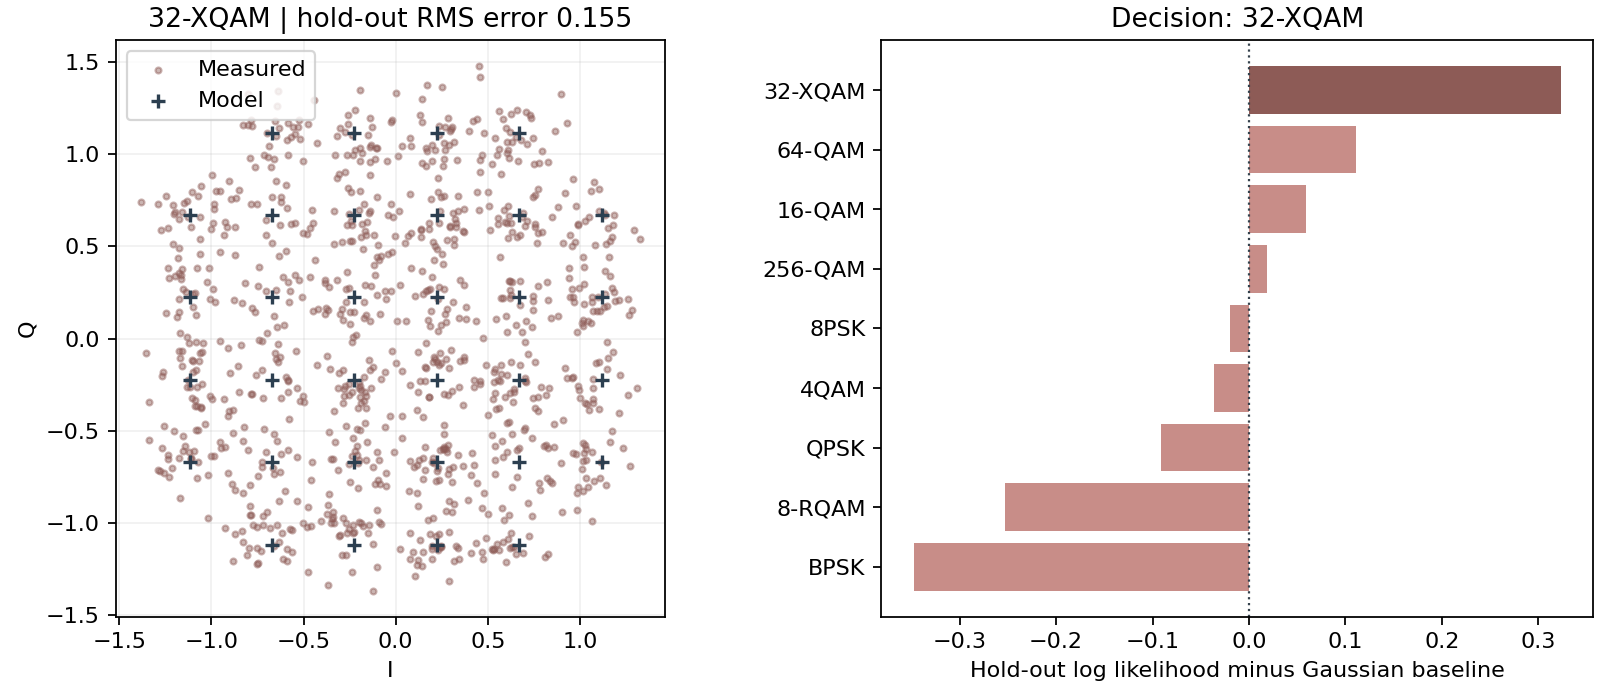 32-XQAM | hold-out RMS error 0.155
Measured
Model
1.5
1.0
0.5
0.0
−0.5
−1.0
−1.5
Q
−1.5
−1.0
−0.5
0.0
0.5
1.0
I
Decision: 32-XQAM
32-XQAM
64-QAM
16-QAM
256-QAM
8PSK
4QAM
QPSK
8-RQAM
BPSK
−0.3
−0.2
−0.1
0.0
0.1
0.2
0.3
Hold-out log likelihood minus Gaussian baseline